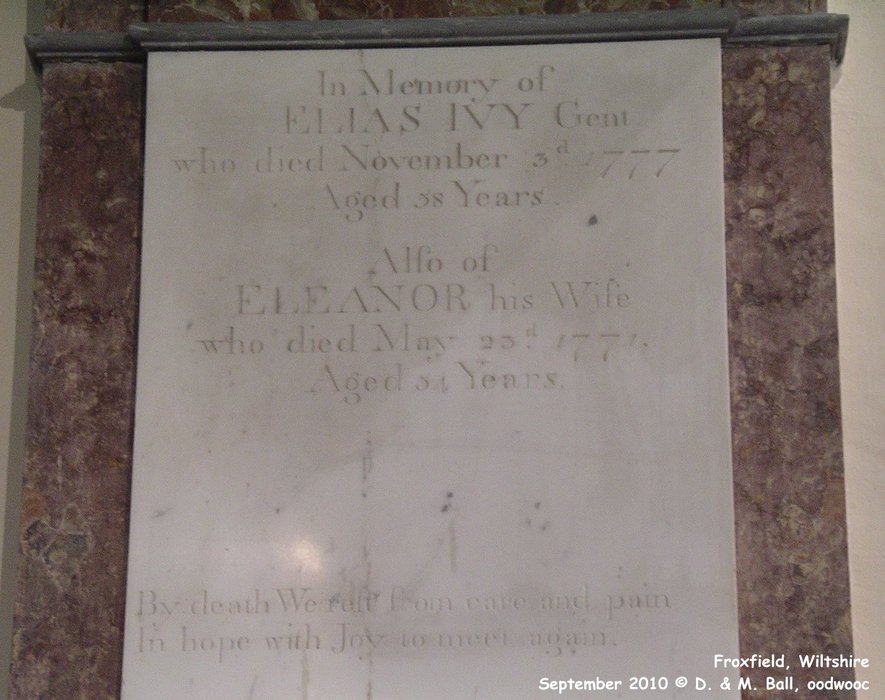 In Memory of
ELIAS IVY Gent
who died November 3d. 1777
Aged 58 Years.
Alſo of
ELEANOR his Wife
who died May 23d. 1771.
Aged 54 Years.
By death We reſt from care and pain
In hope with Joy to meet again.
Froxfield, Wiltshire
September 2010 © D. & M. Ball, oodwooc